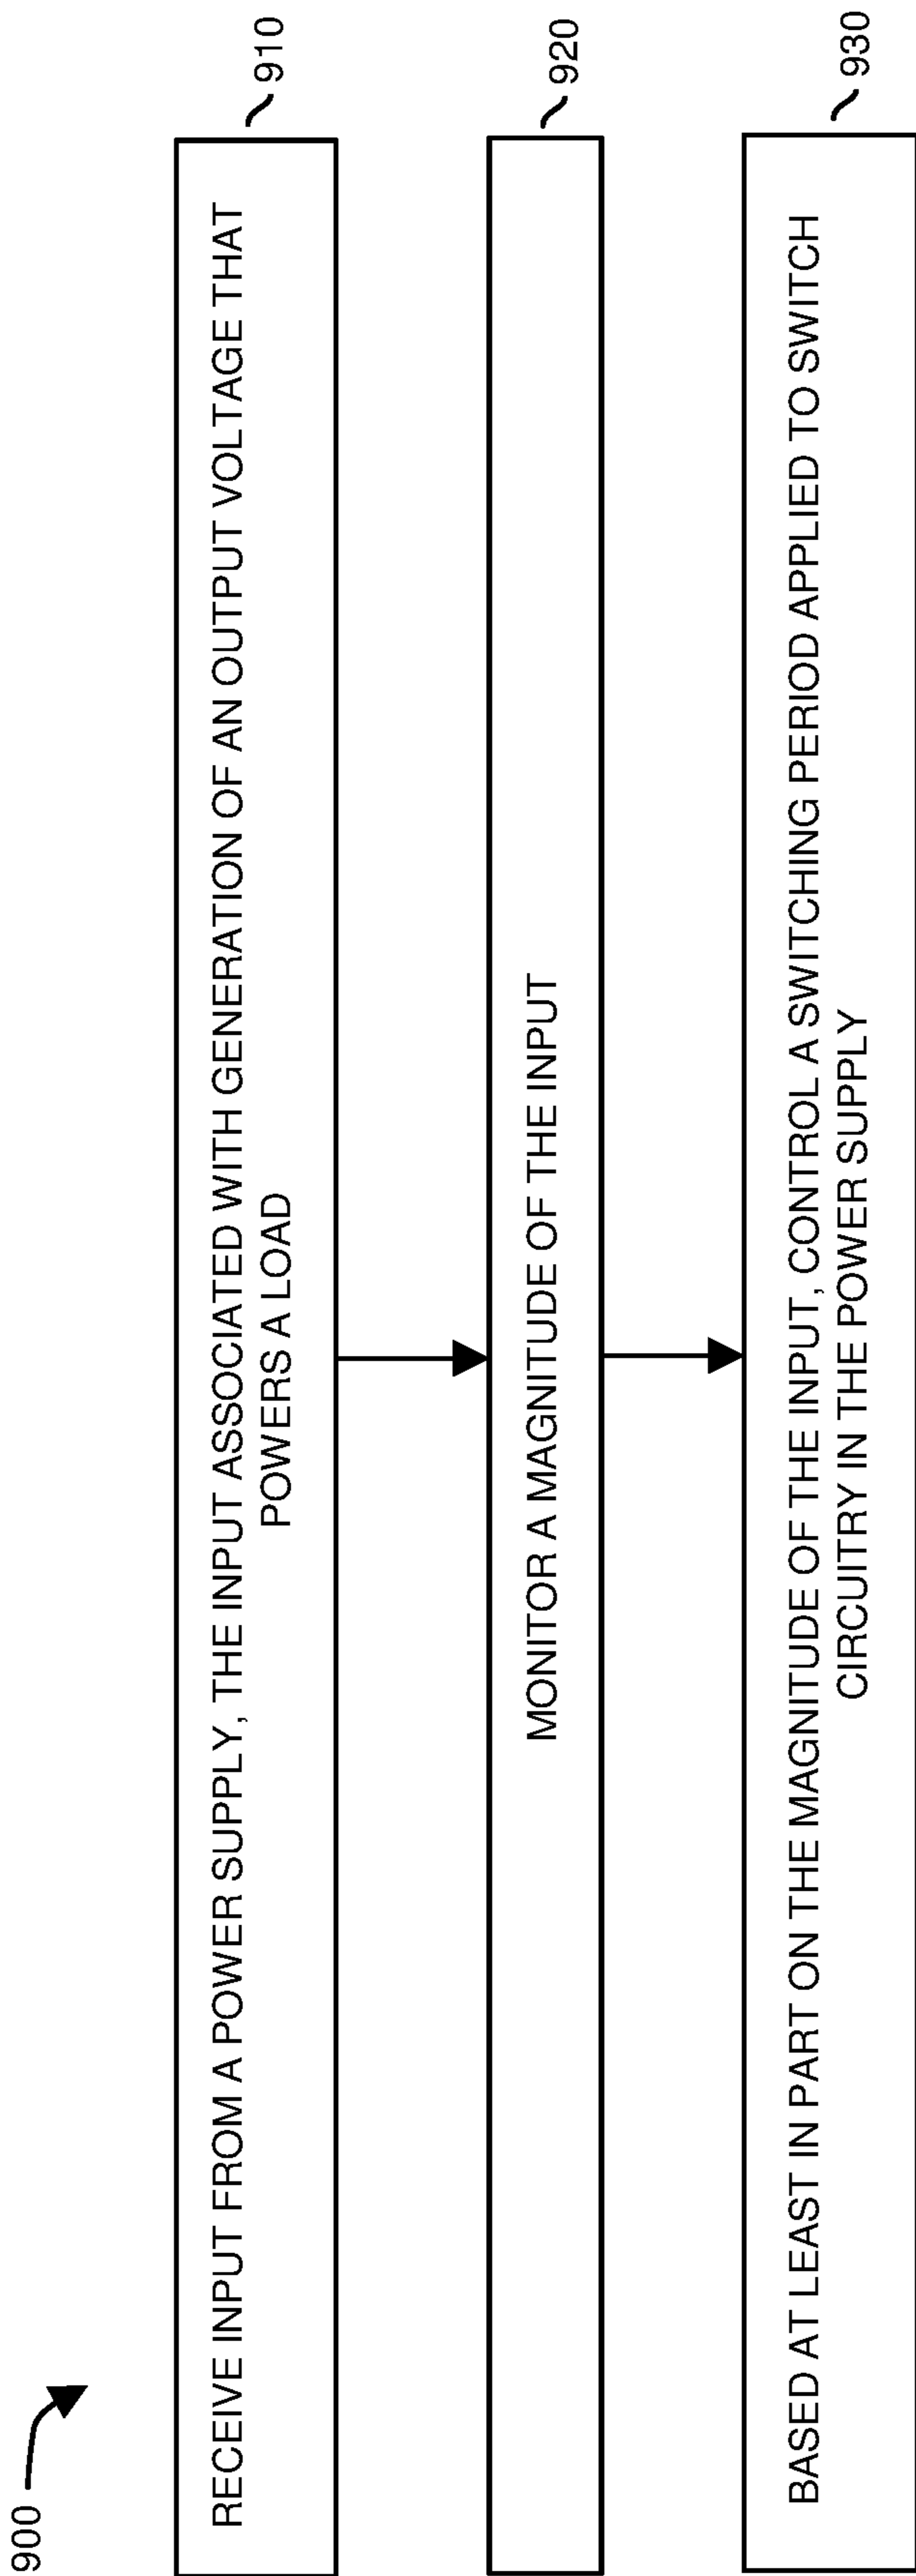 900
RECEIVE INPUT FROM A POWER SUPPLY, THE INPUT ASSOCIATED WITH GENERATION OF AN OUTPUT VOLTAGE THAT
POWERS A LOAD
910
MONITOR A MAGNITUDE OF THE INPUT
920
BASED AT LEAST IN PART ON THE MAGNITUDE OF THE INPUT, CONTROL A SWITCHING PERIOD APPLIED TO SWITCH
CIRCUITRY IN THE POWER SUPPLY
930